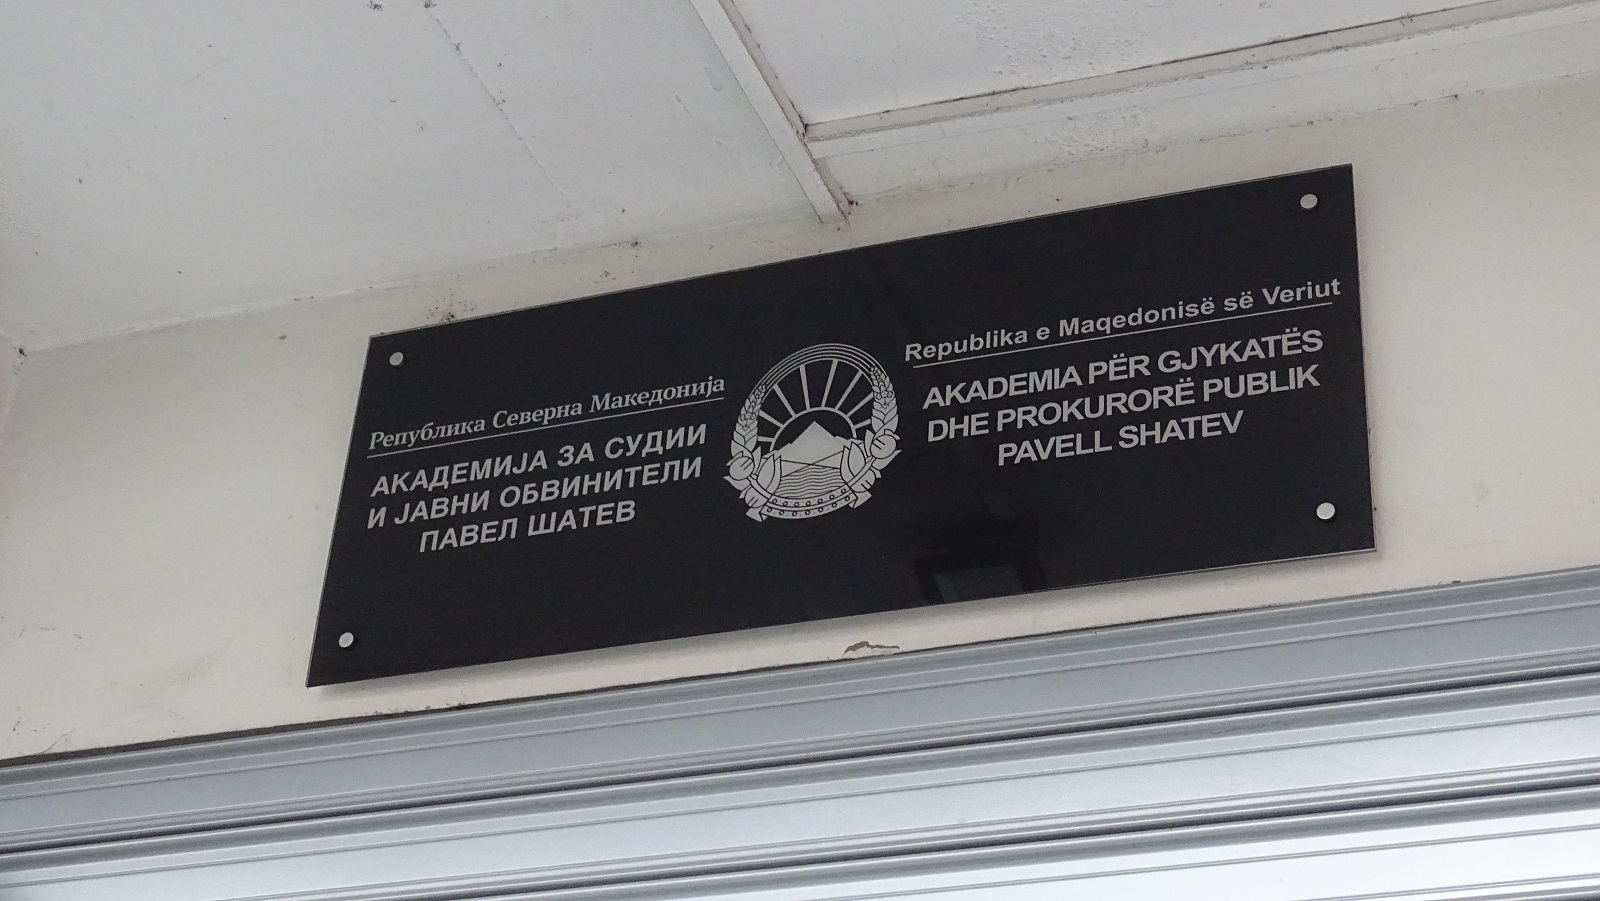 Република Северна Македонија
АКАДЕМИЈА ЗА СУДИИ
И ЈАВНИ ОБВИНИТЕЛИ
ПАВЕЛ ШАТЕВ
Republika e Maqedonisë së Veriut
AKADEMIA PËR GJYKATËS
DHE PROKURORË PUBLIK
PAVELL SHATEV